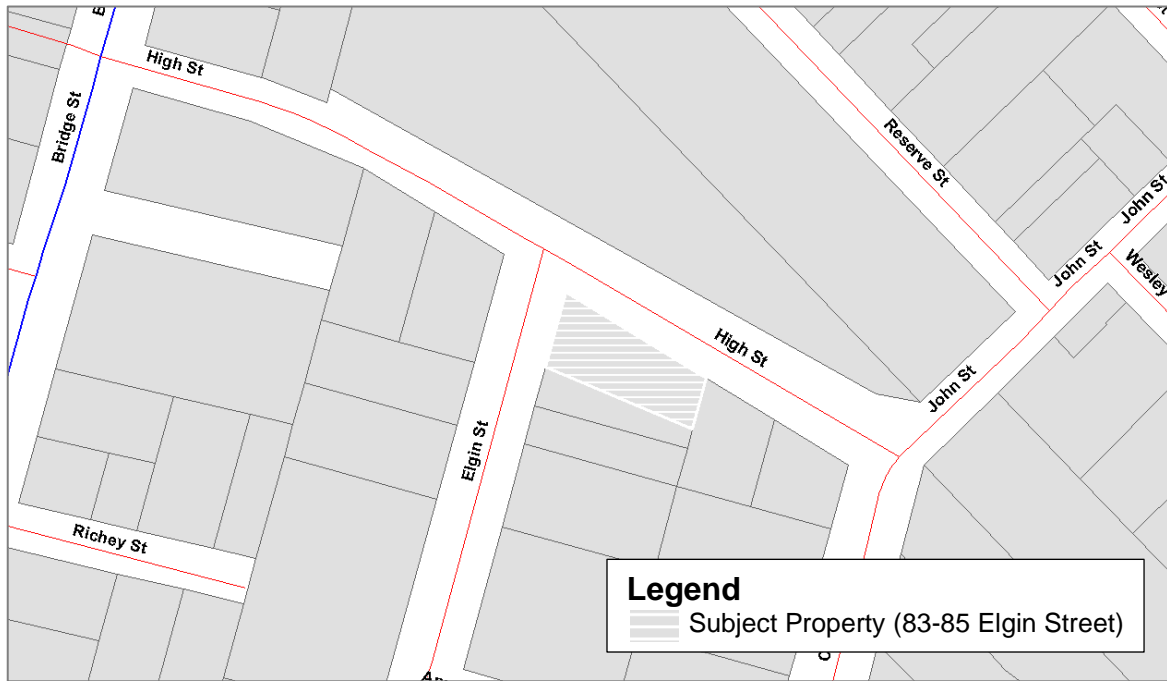 High St
Bridge St
Reserve St
John St
John St
Wesley
High St
John St
Elgin St
Richey St
Legend
Subject Property (83-85 Elgin Street)